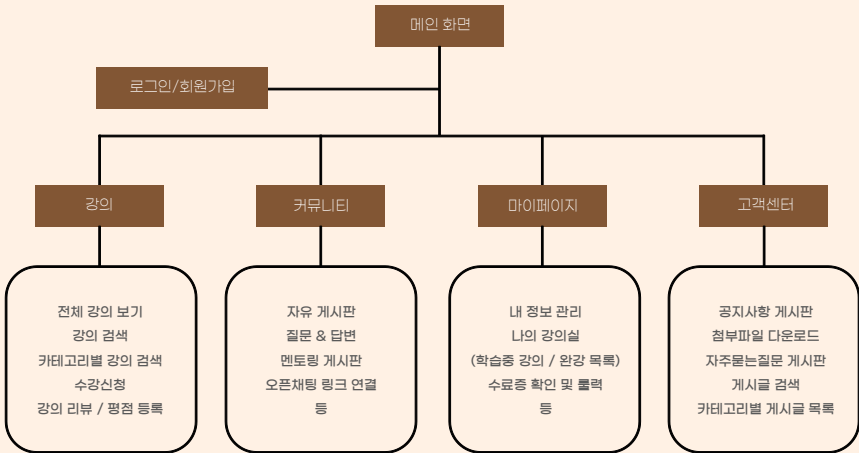 메인 화면
로그인/회원가입
강의
커뮤니티
마이페이지
고객센터
전체 강의 보기
강의 검색
카테고리별 강의 검색
수강신청
강의 리뷰 / 평점 등록
자유 게시판
질문 & 답변
멘토링 게시판
오픈채팅 링크 연결
등
내 정보 관리
나의 강의실
(학습중 강의 / 완강 목록)
수료증 확인 및 룰력
등
공지사항 게시판
첨부파일 다운로드
자주묻는질문 게시판
게시글 검색
카테고리별 게시글 목록